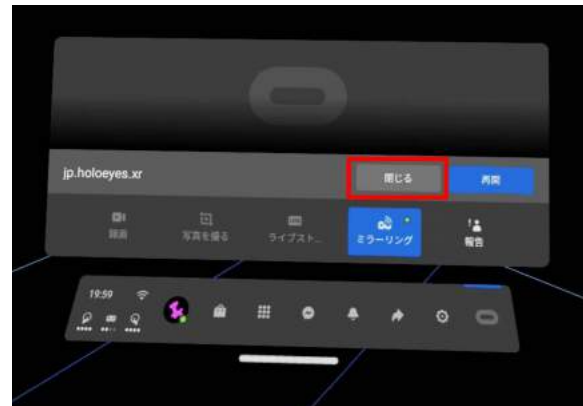 jp.holoeyes.xr
閉じる
再開
録画
写真を撮る
ライブスト...
ミラーリング
報告
19:59